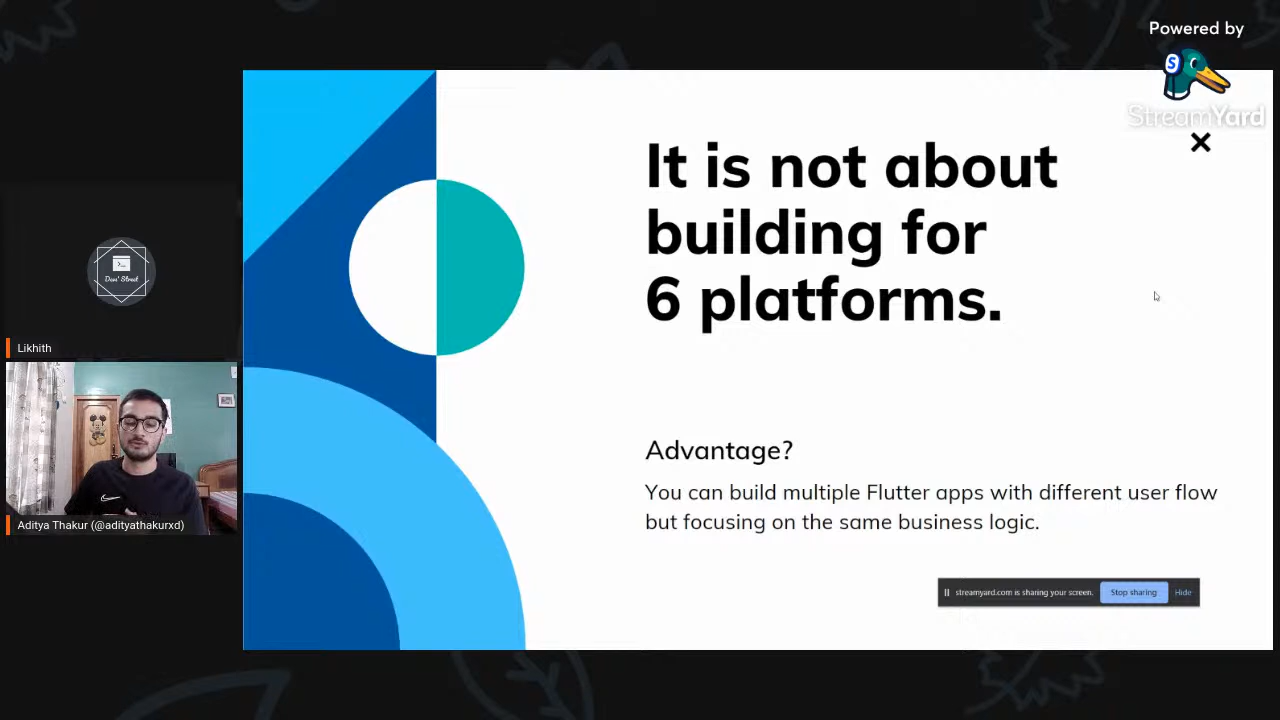 Powered by
StreamYard
It is not about
building for
6 platforms.
Advantage?
You can build multiple Flutter apps with different user flow
but focusing on the same business logic.
streamyard.com is sharing your screen. Stop sharing Hide
Devs' Street
Likhith
Aditya Thakur (@adityathakurxd)